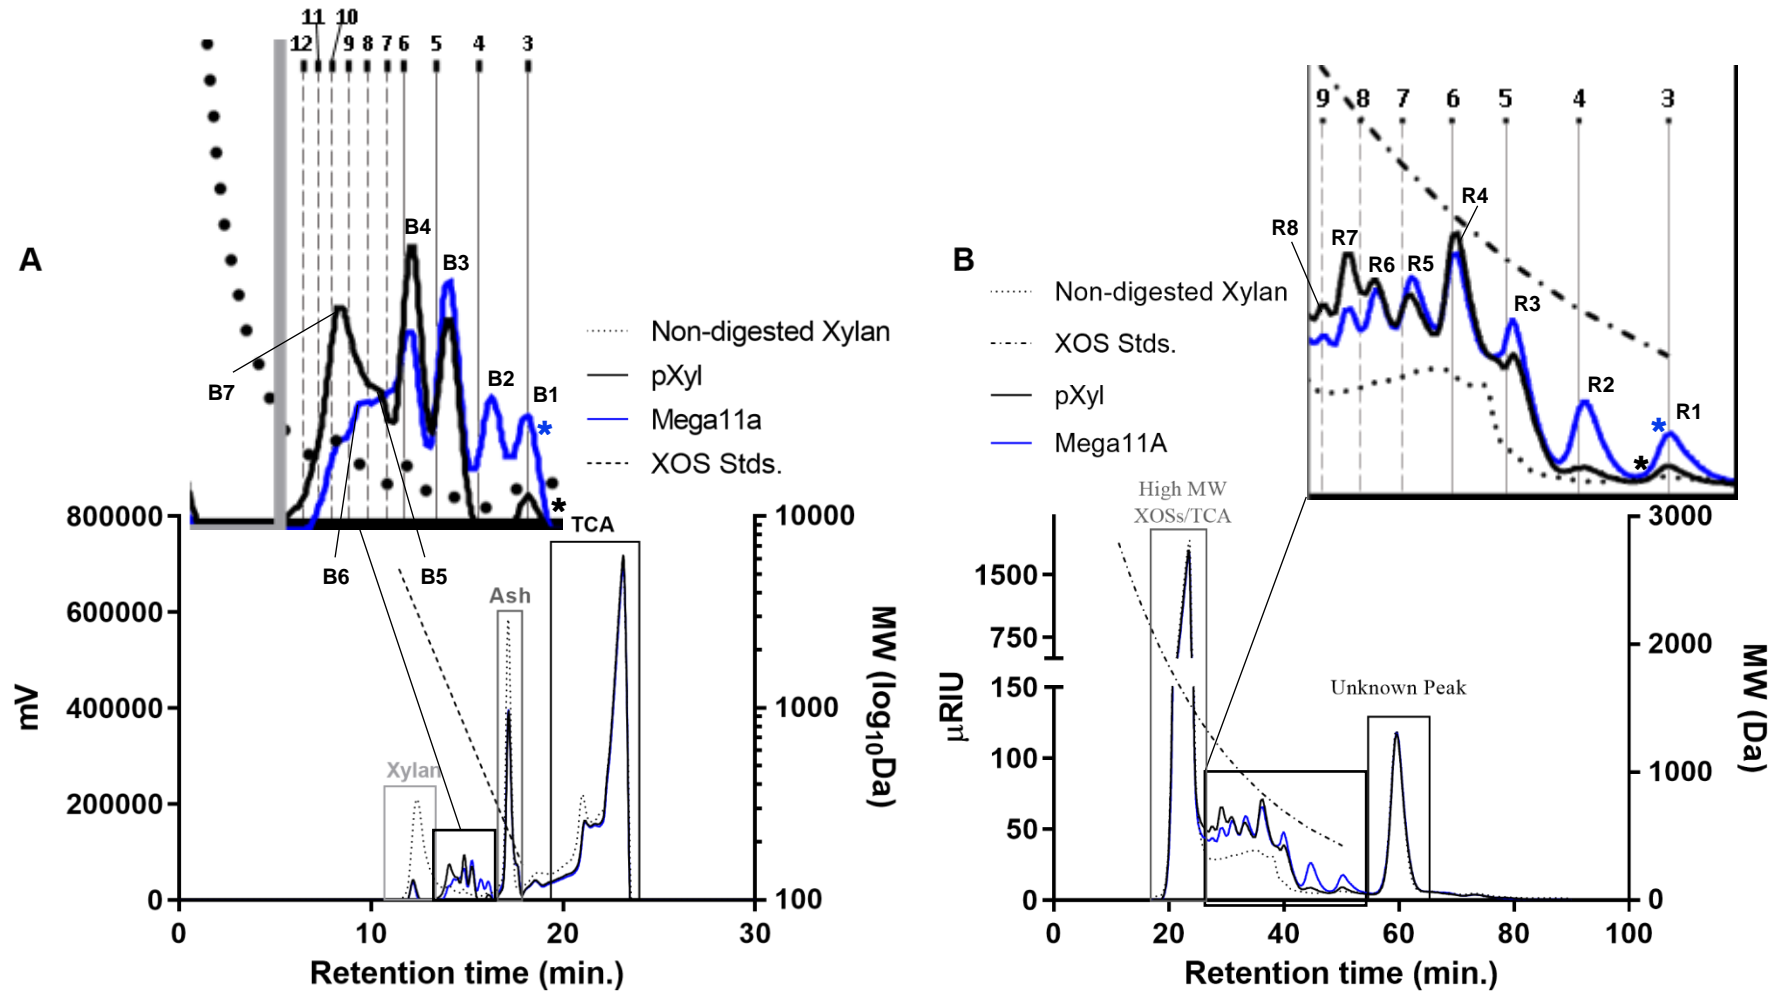 11 10
12 9 8 7 6 5 4 3
A
B4
B3
B2
B1
*
B7
*
B6
B5
Non-digested Xylan
pXyl
Mega11a
XOS Stds.
TCA
Ash
Xylan
mV
800000
600000
400000
200000
0
10000
1000
100
MW (log10Da)
0 10 20 30
Retention time (min.)
B
9 8 7 6 5 4 3
R4
R8
R7
R6
R5
R3
R2
R1
*
*
Non-digested Xylan
XOS Stds.
pXyl
Mega11A
High MW
XOSs/TCA
Unknown Peak
µRIU
1500
750
150
100
50
0
3000
2000
1000
0
MW (Da)
0 20 40 60 80 100
Retention time (min.)